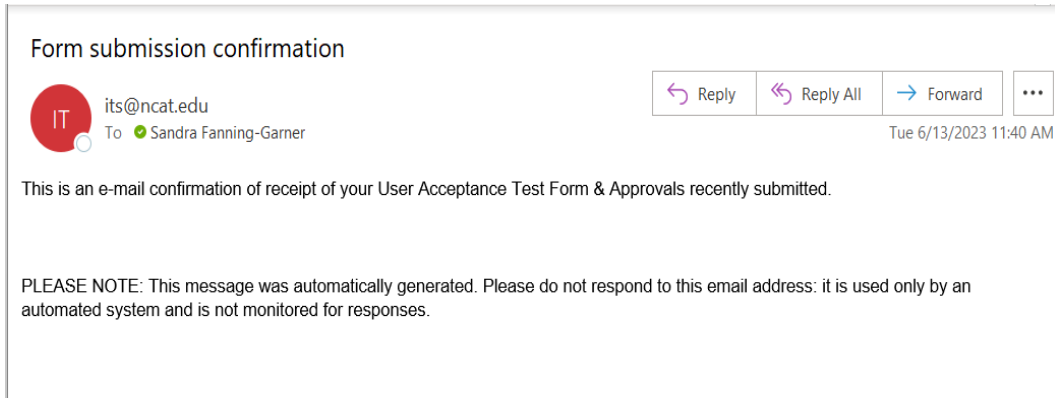 Form submission confirmation
IT
its@ncat.edu
To Sandra Fanning-Garner
Reply
Reply All
Forward
Tue 6/13/2023 11:40 AM
This is an e-mail confirmation of receipt of your User Acceptance Test Form & Approvals recently submitted.
PLEASE NOTE: This message was automatically generated. Please do not respond to this email address: it is used only by an
automated system and is not monitored for responses.